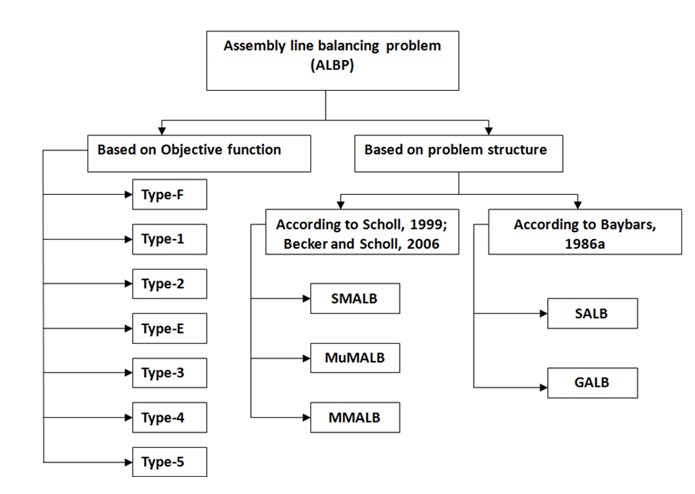 Assembly line balancing problem
(ALBP)
Based on Objective function
Based on problem structure
Type-F
Type-1
Type-2
Type-E
Type-3
Type-4
Type-5
According to Scholl, 1999;
Becker and Scholl, 2006
SMALB
MuMALB
MMALB
According to Baybars,
1986a
SALB
GALB